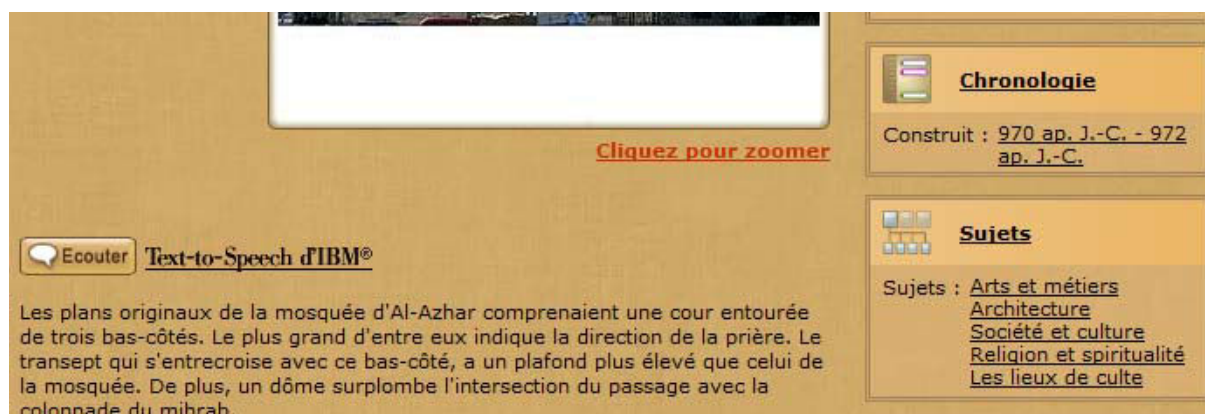 Cliquez pour zoomer
Ecouter Text-to-Speech d'IBM®
Les plans originaux de la mosquée d'Al-Azhar comprenaient une cour entourée
de trois bas-côtés. Le plus grand d'entre eux indique la direction de la prière. Le
transept qui s'entrecroise avec ce bas-côté, a un plafond plus élevé que celui de
la mosquée. De plus, un dôme surplombe l'intersection du passage avec la
colonnade du mihrab
Chronologie
Construit : 970 ap. J.-C. - 972
ap. J.-C.
Sujets
Sujets : Arts et métiers
Architecture
Société et culture
Religion et spiritualité
Les lieux de culte